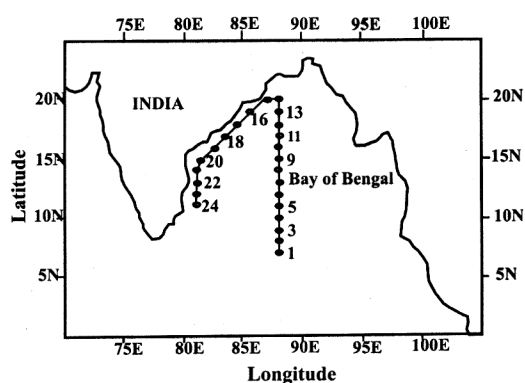 75E 80E 85E 90E 95E 100E
20N INDIA 16 13 20N
18 11
15N 20 9 15N
22 Bay of Bengal
10N 24 5 10N
3
5N 1 5N
Latitude
Latitude
75E 80E 85E 90E 95E 100E
Longitude